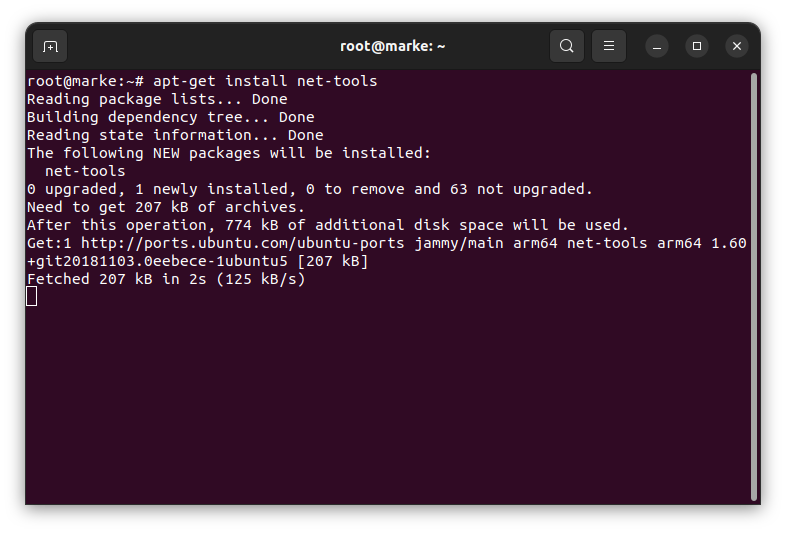 root@marke: ~
root@marke:~# apt-get install net-tools
Reading package lists... Done
Building dependency tree... Done
Reading state information... Done
The following NEW packages will be installed:
  net-tools
0 upgraded, 1 newly installed, 0 to remove and 63 not upgraded.
Need to get 207 kB of archives.
After this operation, 774 kB of additional disk space will be used.
Get:1 http://ports.ubuntu.com/ubuntu-ports jammy/main arm64 net-tools arm64 1.60
+git20181103.0eebece-1ubuntu5 [207 kB]
Fetched 207 kB in 2s (125 kB/s)